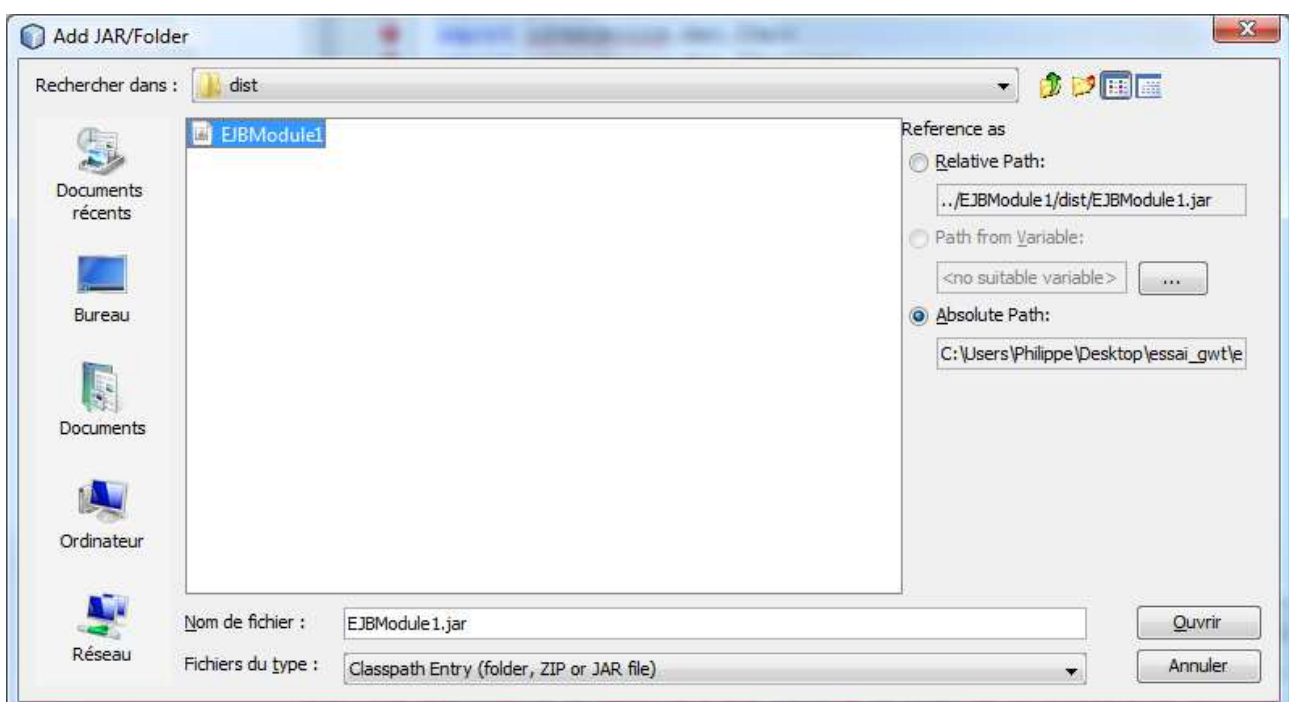 Add JAR/Folder
Rechercher dans :
dist
Documents
récents
Bureau
Documents
Ordinateur
Réseau
EJBModule1
Reference as
Relative Path:
../EJBModule1/dist/EJBModule1.jar
Path from Variable:
<no suitable variable>
...
Absolute Path:
C:\Users\Philippe\Desktop\essai_gwt\e
Nom de fichier :
EJBModule1.jar
Ouvrir
Fichiers du type :
Classpath Entry (folder, ZIP or JAR file)
Annuler